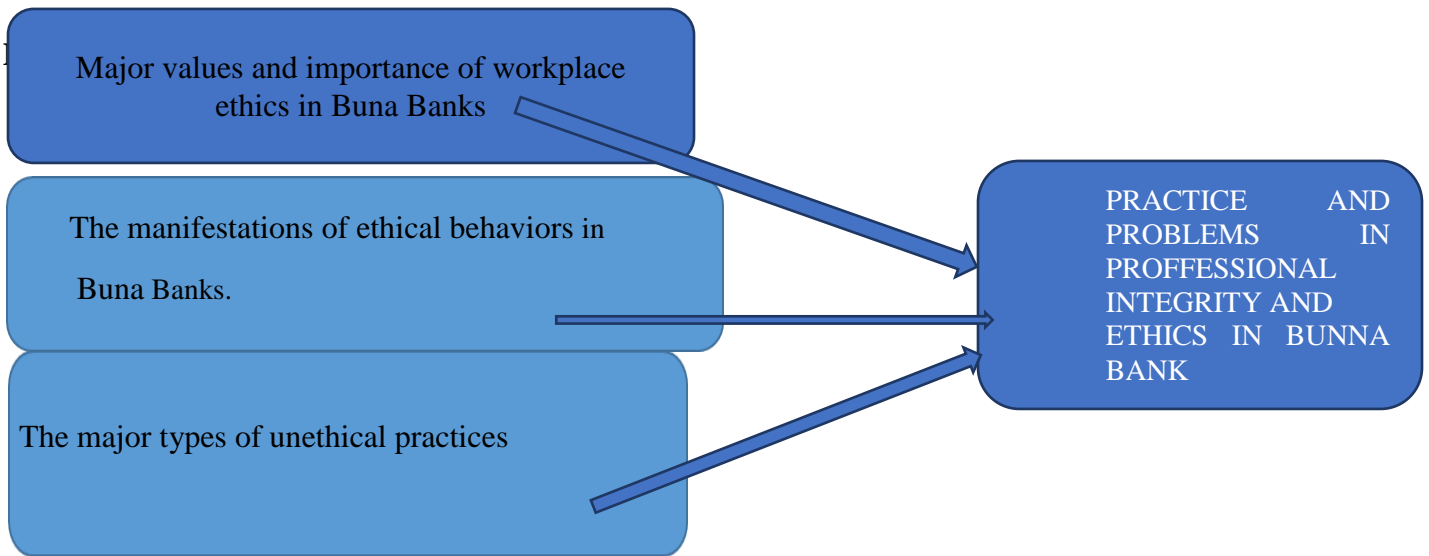 Major values and importance of workplace
ethics in Buna Banks
The manifestations of ethical behaviors in
Buna Banks.
The major types of unethical practices
PRACTICE AND
PROBLEMS IN
PROFFESSIONAL
INTEGRITY AND
ETHICS IN BUNNA
BANK